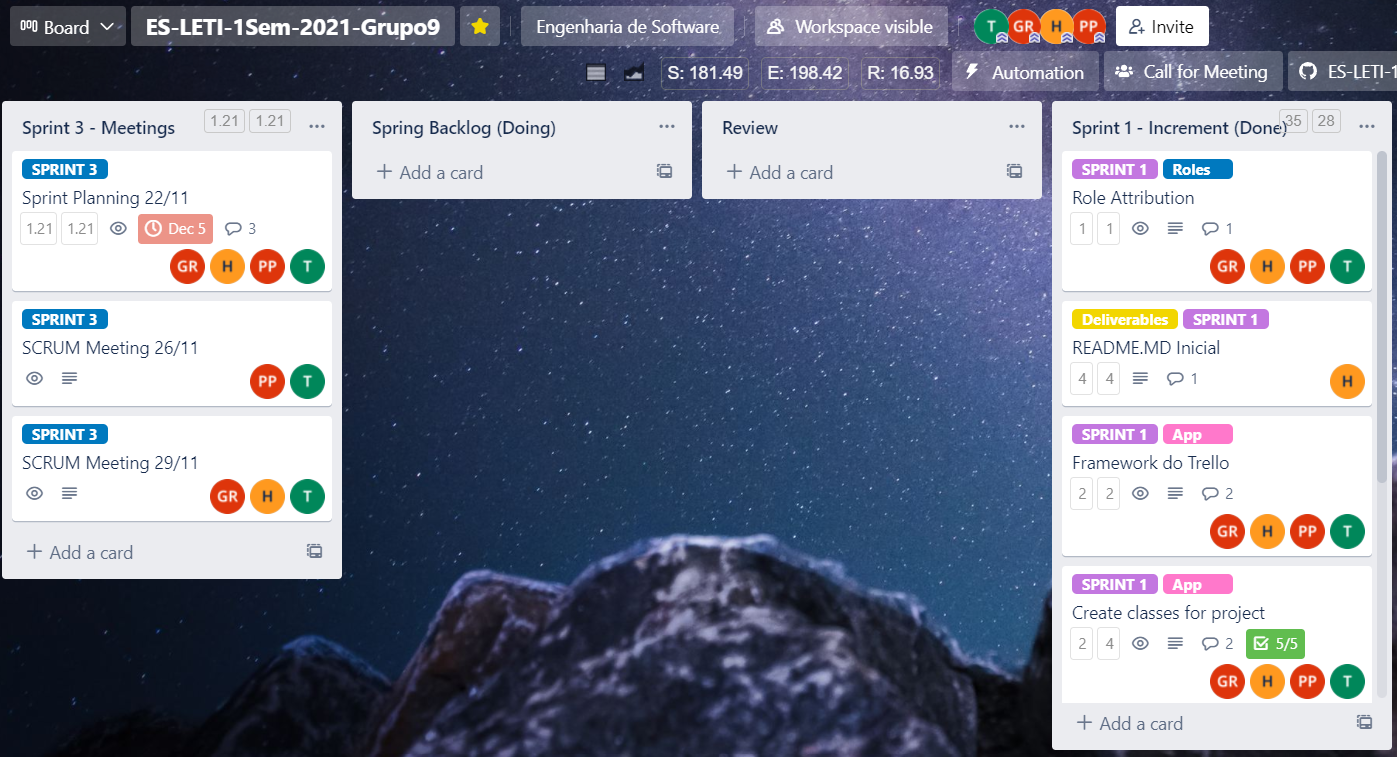 Board
ES-LETI-1Sem-2021-Grupo9
Engenharia de Software
Workspace visible
T GR H PP
Invite
S: 181.49
E: 198.42
R: 16.93
Automation
Call for Meeting
ES-LETI-1
Sprint 3 - Meetings 1.21 1.21
SPRINT 3
Sprint Planning 22/11
1.21 1.21 Dec 5 3
GR H PP T
SPRINT 3
SCRUM Meeting 26/11
PP T
SPRINT 3
SCRUM Meeting 29/11
GR H T
+ Add a card
Spring Backlog (Doing)
+ Add a card
Review
+ Add a card
Sprint 1 - Increment (Done) 35 28
SPRINT 1 Roles
Role Attribution
1 1 1
GR H PP T
Deliverables SPRINT 1
README.MD Inicial
4 4 1
H
SPRINT 1 App
Framework do Trello
2 2 2
GR H PP T
SPRINT 1 App
Create classes for project
2 4 2 5/5
GR H PP T
+ Add a card